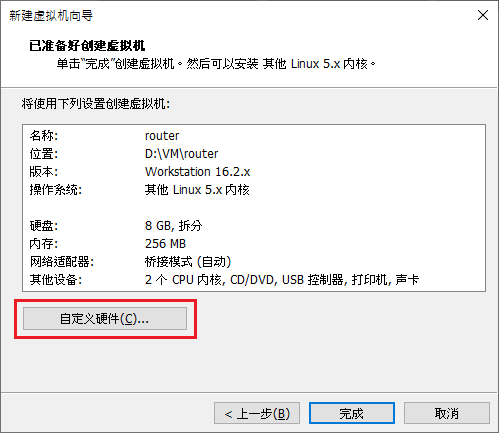 新建虚拟机向导
已准备好创建虚拟机
单击“完成”创建虚拟机。然后可以安装 其他 Linux 5.x 内核。
将使用下列设置创建虚拟机:
名称: router
位置: D:\VM\router
版本: Workstation 16.2.x
操作系统: 其他 Linux 5.x 内核
硬盘: 8 GB, 拆分
内存: 256 MB
网络适配器: 桥接模式 (自动)
其他设备: 2 个 CPU 内核, CD/DVD, USB 控制器, 打印机, 声卡
自定义硬件(C)...
< 上一步(B) 完成 取消